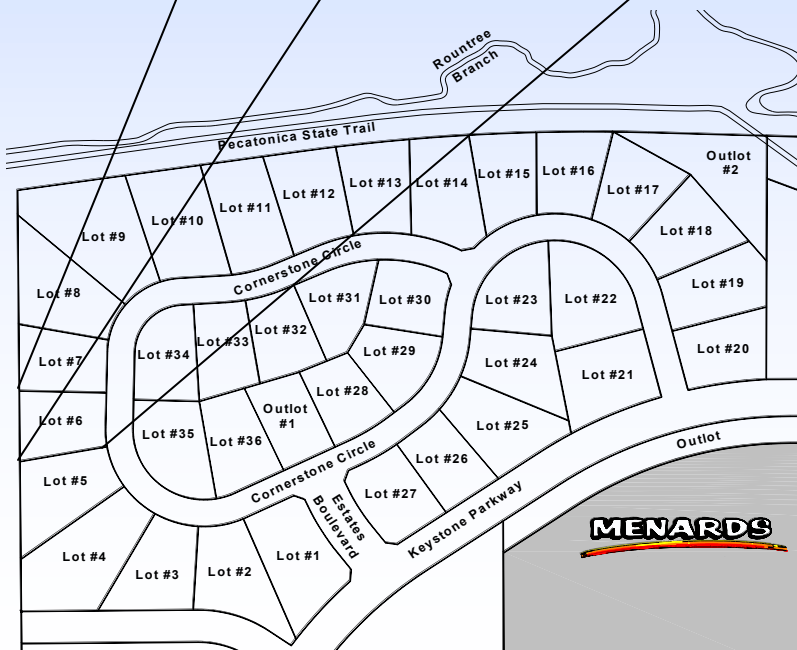 Rountree
Branch
Pecatonica State Trail
Outlot
#2
Lot #16
Lot #15
Lot #14
Lot #13
Lot #12
Lot #11
Lot #10
Lot #9
Lot #17
Lot #18
Lot #19
Lot #20
Cornerstone Circle
Lot #8
Lot #7
Lot #6
Lot #5
Lot #4
Lot #3
Lot #2
Lot #1
Lot #31
Lot #30
Lot #32
Lot #33
Lot #34
Lot #29
Lot #28
Outlot
#1
Lot #36
Lot #35
Lot #23
Lot #22
Lot #24
Lot #21
Lot #25
Lot #26
Lot #27
Cornerstone Circle
Estates
Boulevard
Keystone Parkway
Outlot
MENARDS